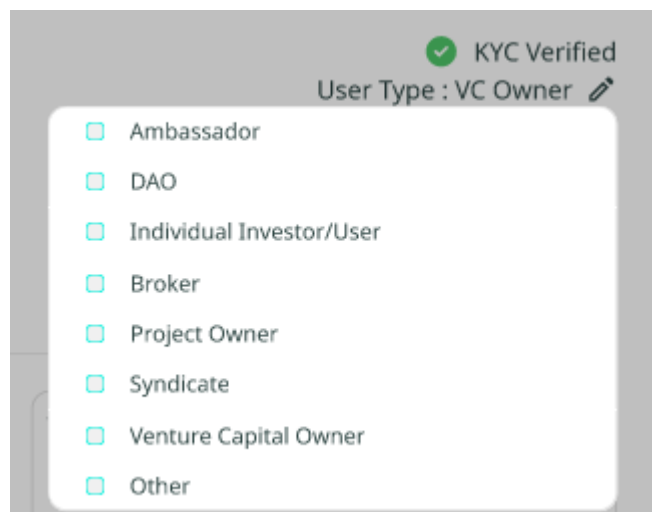 KYC Verified
User Type : VC Owner
Ambassador
DAO
Individual Investor/User
Broker
Project Owner
Syndicate
Venture Capital Owner
Other